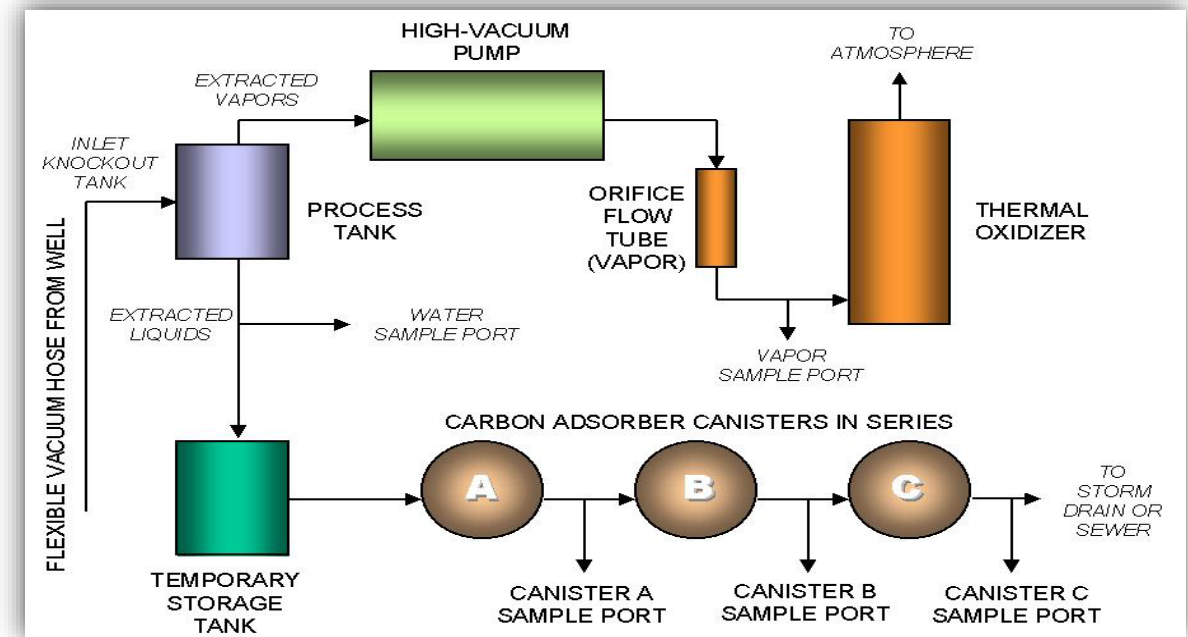 HIGH-VACUUM
PUMP
TO
ATMOSPHERE
EXTRACTED
VAPORS
INLET
KNOCKOUT
TANK
PROCESS
TANK
ORIFICE
FLOW
TUBE
(VAPOR)
THERMAL
OXIDIZER
FLEXIBLE VACUUM HOSE FROM WELL
EXTRACTED
LIQUIDS
WATER
SAMPLE PORT
VAPOR
SAMPLE PORT
CARBON ADSORBER CANISTERS IN SERIES
A
B
C
TO
STORM
DRAIN OR
SEWER
TEMPORARY
STORAGE
TANK
CANISTER A
SAMPLE PORT
CANISTER B
SAMPLE PORT
CANISTER C
SAMPLE PORT